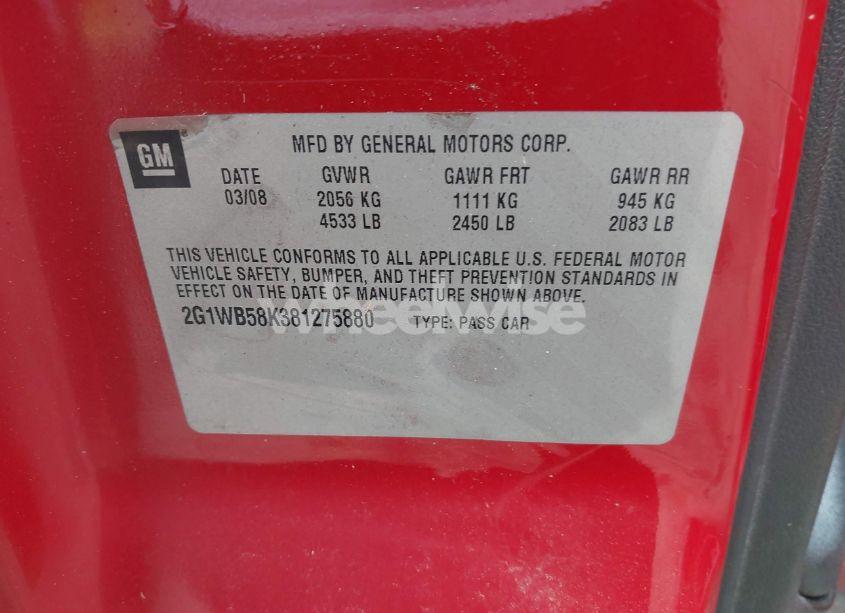 GM
MFD BY GENERAL MOTORS CORP.
DATE GVWR GAWR FRT GAWR RR
03/08 2056 KG 1111 KG 945 KG
4533 LB 2450 LB 2083 LB
THIS VEHICLE CONFORMS TO ALL APPLICABLE U.S. FEDERAL MOTOR
VEHICLE SAFETY, BUMPER, AND THEFT PREVENTION STANDARDS IN
EFFECT ON THE DATE OF MANUFACTURE SHOWN ABOVE.
2G1WB58K381275880 TYPE: PASS CAR
wheelwise